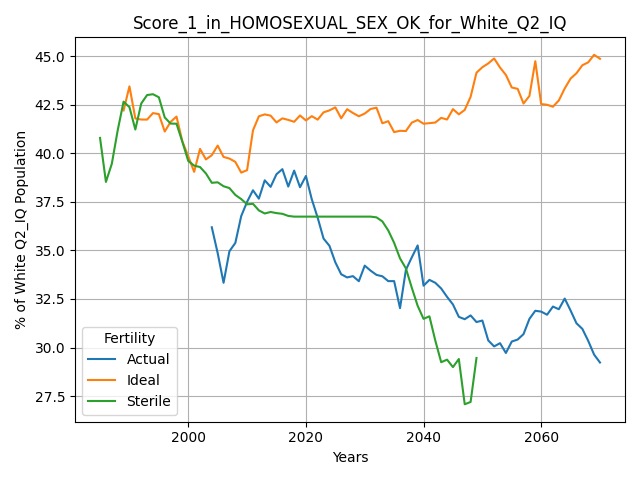 Score_1_in_HOMOSEXUAL_SEX_OK_for_White_Q2_IQ
% of White Q2_IQ Population
45.0
42.5
40.0
37.5
35.0
32.5
30.0
27.5
Fertility
Actual
Ideal
Sterile
2000
2020
2040
2060
Years